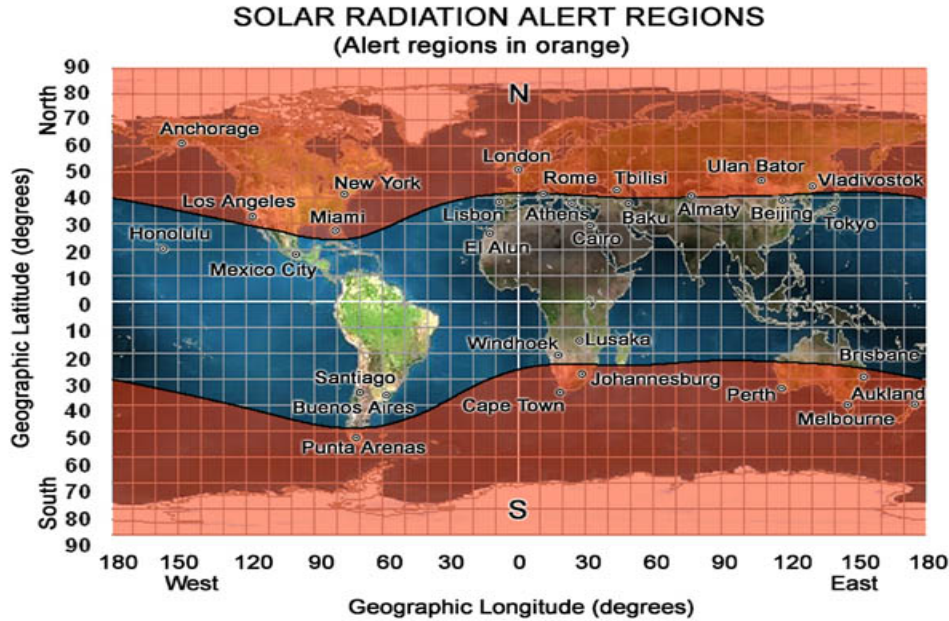 SOLAR RADIATION ALERT REGIONS
(Alert regions in orange)
Geographic Latitude (degrees)
North
South
90
80
70
60
50
40
30
20
10
0
10
20
30
40
50
60
70
80
90
N
Anchorage
London
Rome
Tbilisi
Ulan Bator
Vladivostok
New York
Los Angeles
Miami
Lisbon
Athens
Baku
Almaty
Beijing
Tokyo
Honolulu
El Alun
Cairo
Mexico City
Windhoek
Lusaka
Brisbane
Santiago
Johannesburg
Buenos Aires
Cape Town
Perth
Aukland
Melbourne
Punta Arenas
S
180 150 120 90 60 30 0 30 60 90 120 150 180
West
East
Geographic Longitude (degrees)